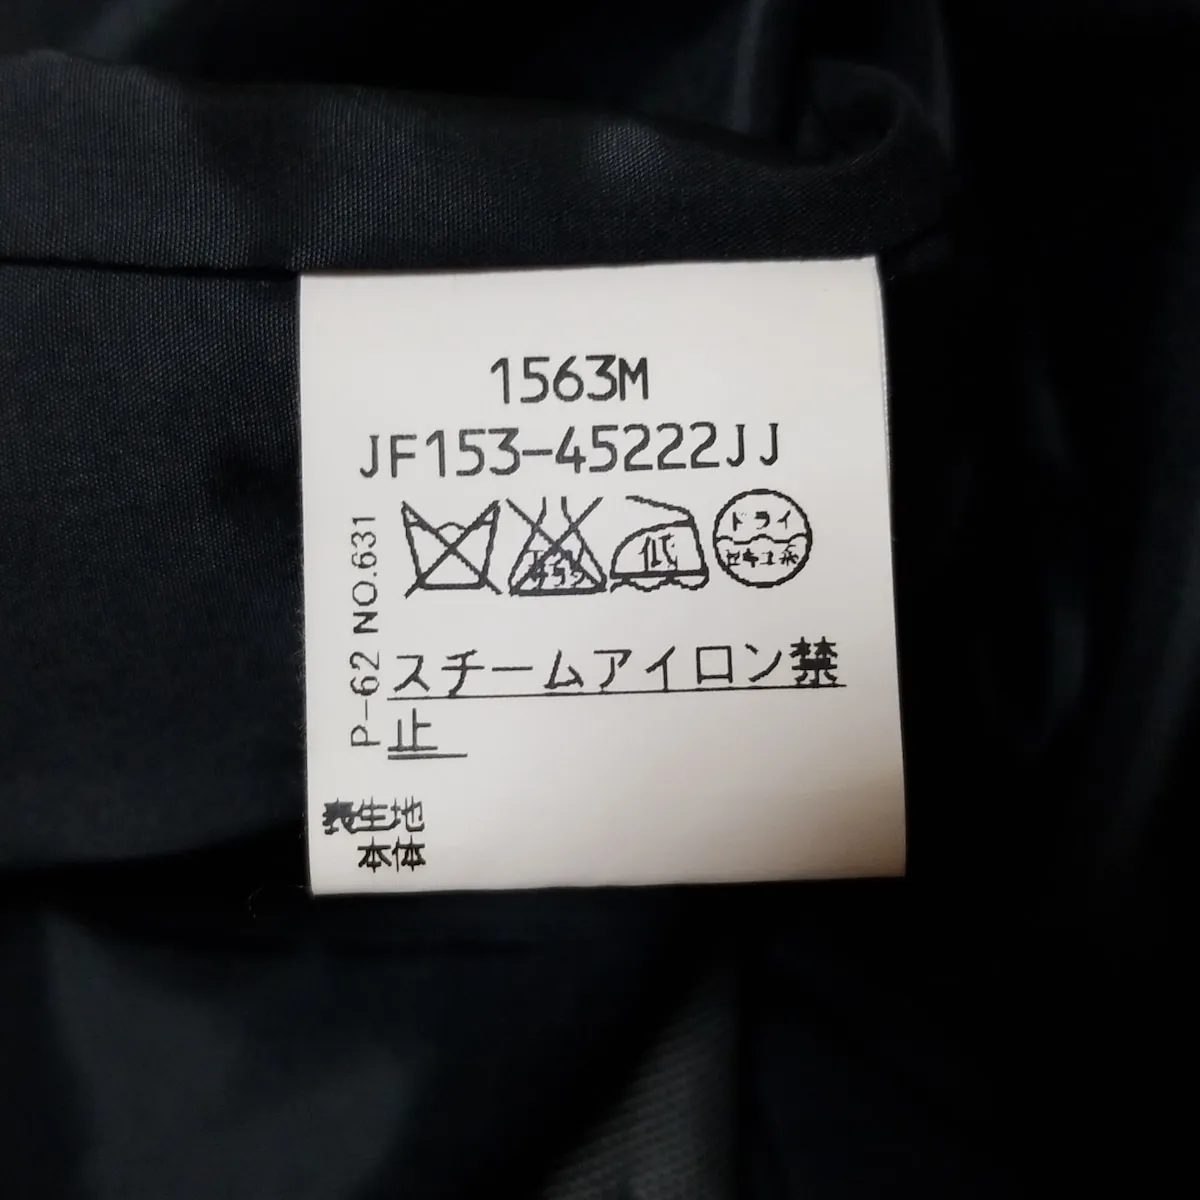 1563M
JF153-45222JJ
低
ドライ
セキユ系
P-62 NO.631
スチームアイロン禁
止
表生地
本体